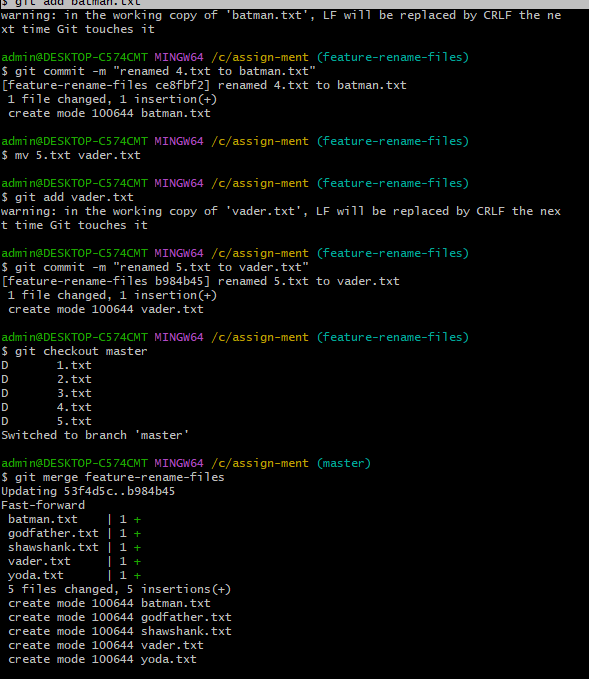 $ git add batman.txt
warning: in the working copy of 'batman.txt', LF will be replaced by CRLF the ne
xt time Git touches it
admin@DESKTOP-C574CMT MINGW64 /c/assign-ment (feature-rename-files)
$ git commit -m "renamed 4.txt to batman.txt"
[feature-rename-files ce8fbf2] renamed 4.txt to batman.txt
1 file changed, 1 insertion(+)
create mode 100644 batman.txt
admin@DESKTOP-C574CMT MINGW64 /c/assign-ment (feature-rename-files)
$ mv 5.txt vader.txt
admin@DESKTOP-C574CMT MINGW64 /c/assign-ment (feature-rename-files)
$ git add vader.txt
warning: in the working copy of 'vader.txt', LF will be replaced by CRLF the nex
t time Git touches it
admin@DESKTOP-C574CMT MINGW64 /c/assign-ment (feature-rename-files)
$ git commit -m "renamed 5.txt to vader.txt"
[feature-rename-files b984b45] renamed 5.txt to vader.txt
1 file changed, 1 insertion(+)
create mode 100644 vader.txt
admin@DESKTOP-C574CMT MINGW64 /c/assign-ment (feature-rename-files)
$ git checkout master
D       1.txt
D       2.txt
D       3.txt
D       4.txt
D       5.txt
Switched to branch 'master'
admin@DESKTOP-C574CMT MINGW64 /c/assign-ment (master)
$ git merge feature-rename-files
Updating 53f4d5c..b984b45
Fast-forward
batman.txt    | 1 +
godfather.txt | 1 +
shawshank.txt | 1 +
vader.txt     | 1 +
yoda.txt      | 1 +
5 files changed, 5 insertions(+)
create mode 100644 batman.txt
create mode 100644 godfather.txt
create mode 100644 shawshank.txt
create mode 100644 vader.txt
create mode 100644 yoda.txt